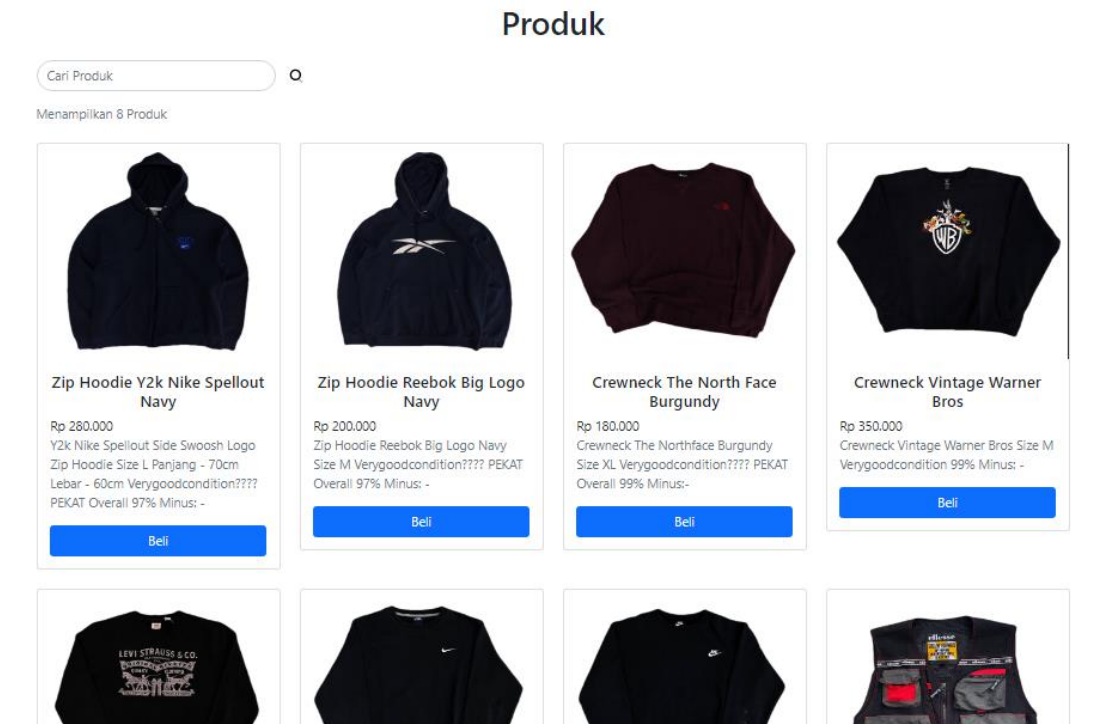 Produk
Cari Produk
Menampilkan 8 Produk
Zip Hoodie Y2k Nike Spellout
Navy
Rp 280.000
Y2k Nike Spellout Side Swoosh Logo
Zip Hoodie Size L Panjang - 70cm
Lebar - 60cm Verygoodcondition????
PEKAT Overall 97% Minus: -
Beli
Zip Hoodie Reebok Big Logo
Navy
Rp 200.000
Zip Hoodie Reebok Big Logo Navy
Size M Verygoodcondition???? PEKAT
Overall 97% Minus: -
Beli
Crewneck The North Face
Burgundy
Rp 180.000
Crewneck The Northface Burgundy
Size XL Verygoodcondition???? PEKAT
Overall 99% Minus:-
Beli
WB
Crewneck Vintage Warner
Bros
Rp 350.000
Crewneck Vintage Warner Bros Size M
Verygoodcondition 99% Minus: -
Beli
LEVI STRAUSS & CO.
ellesse